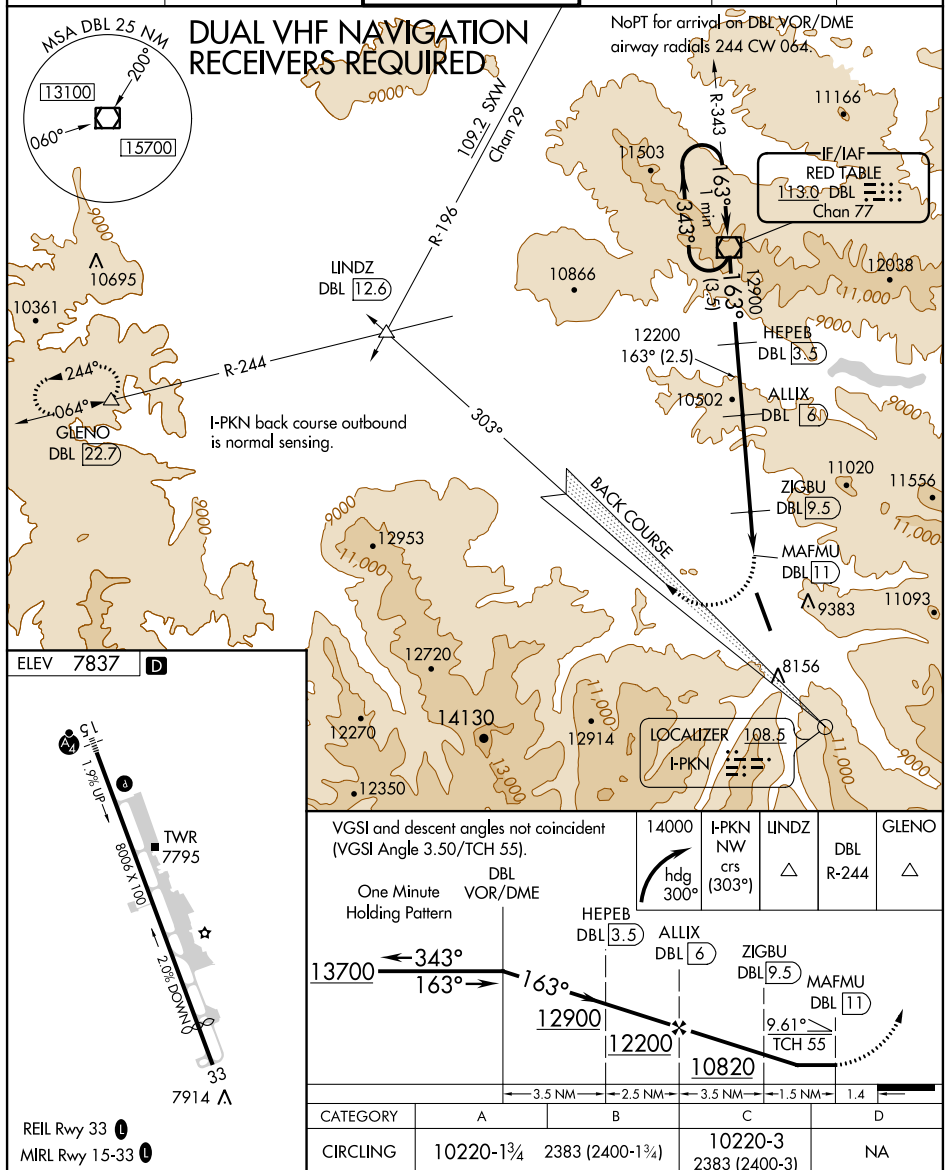 MSA DBL 25 NM
200°
13100
060°
15700
DUAL VHF NAVIGATION
RECEIVERS REQUIRED
NoPT for arrival on DBL VOR/DME
airway radials 244 CW 064.
9000
109.2 SXW
Chan 29
R-196
R-343
11166
11503
163°
1 min
343°
IF/IAF
RED TABLE
113.0 DBL
Chan 77
9000
10695
10361
LINDZ
DBL 12.6
10866
12038
11,000
12900
163°
(3.5)
HEPEB
DBL 3.5
12200
163° (2.5)
R-244
244°
064°
GLENO
DBL 22.7
10502
ALLIX
DBL 6
I-PKN back course outbound
is normal sensing.
303°
9000
9000
BACK COURSE
11020
11556
ZIGBU
DBL 9.5
11,000
12953
11,000
MAFMU
DBL 11
9383
11093
12720
8156
11,000
12270
14130
12914
13,000
12350
LOCALIZER 108.5
I-PKN
11,000
9000
ELEV 7837 D
15
A4
1.9% UP
P
TWR
7795
8006 X 100
2.0% DOWN
33
7914
REIL Rwy 33 L
MIRL Rwy 15-33 L
VGSI and descent angles not coincident
(VGSI Angle 3.50/TCH 55).
14000
hdg
300°
I-PKN
NW
crs
(303°)
LINDZ
DBL
R-244
GLENO
One Minute
Holding Pattern
DBL
VOR/DME
HEPEB
DBL 3.5
ALLIX
DBL 6
ZIGBU
DBL 9.5
MAFMU
DBL 11
13700
343°
163°
163°
12900
12200
10820
9.61°
TCH 55
3.5 NM
2.5 NM
3.5 NM
1.5 NM
1.4
CATEGORY A B C D
CIRCLING 10220-1¾ 2383 (2400-1¾) 10220-3 2383 (2400-3) NA